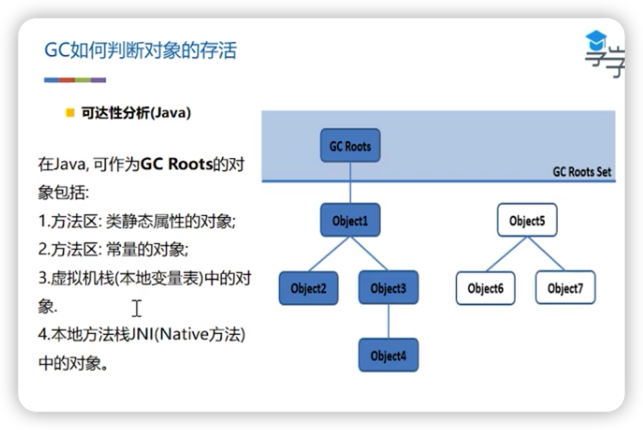 GC如何判断对象的存活
享学
可达性分析(Java)
在Java, 可作为GC Roots的对
象包括:
1.方法区: 类静态属性的对象;
2.方法区: 常量的对象;
3.虚拟机栈(本地变量表)中的对
象.
4.本地方法栈JNI(Native方法)
中的对象。
GC Roots
GC Roots Set
Object1
Object5
Object2
Object3
Object6
Object7
Object4